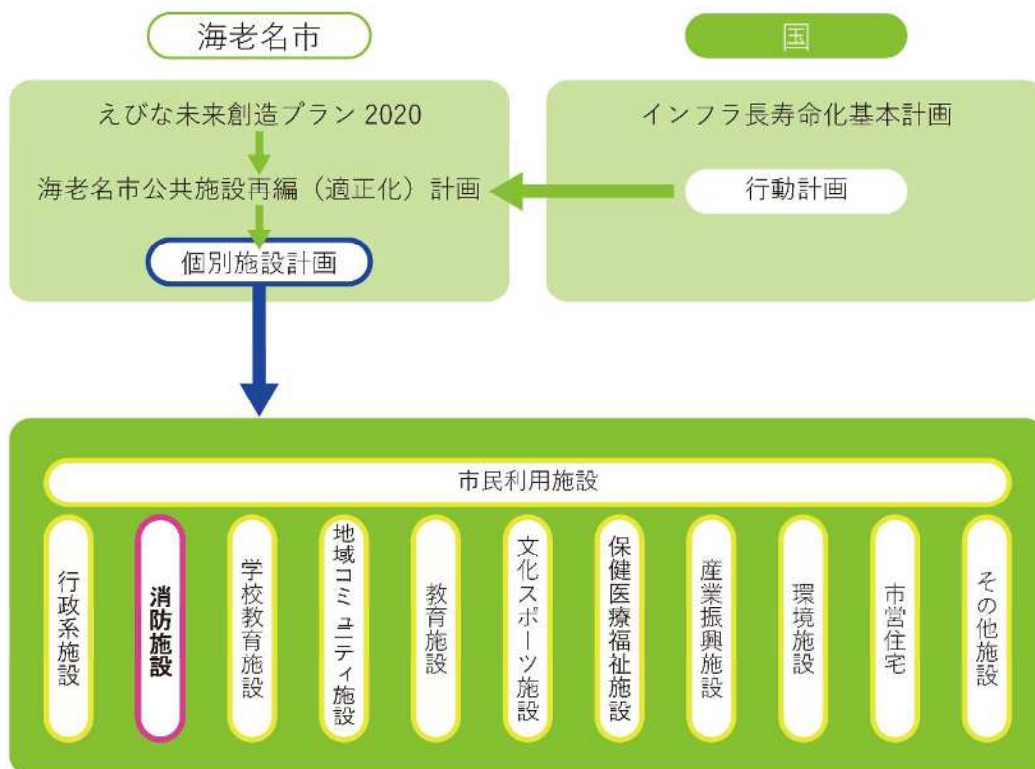 海老名市
国
えびな未来創造プラン 2020
インフラ長寿命化基本計画
海老名市公共施設再編（適正化）計画
行動計画
個別施設計画
市民利用施設
行政系施設
消防施設
学校教育施設
地域コミュニティ施設
教育施設
文化スポーツ施設
保健医療福祉施設
産業振興施設
環境施設
市営住宅
その他施設